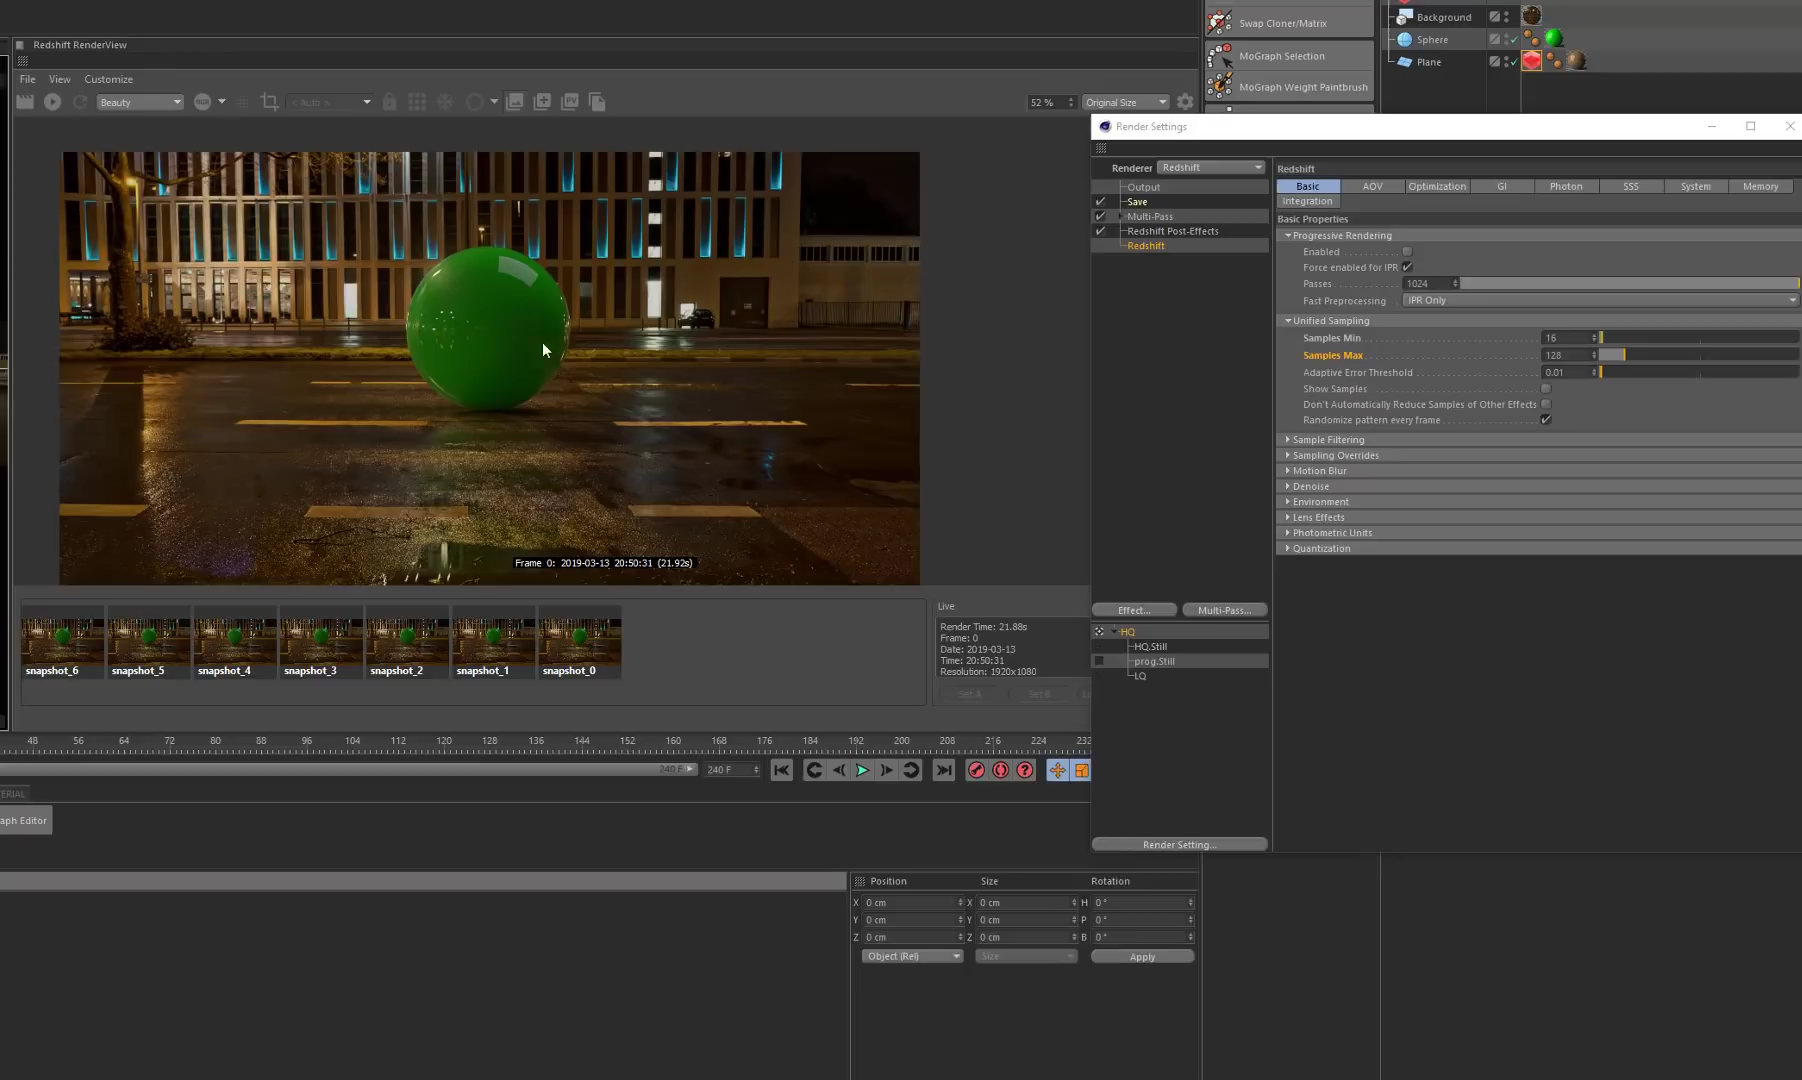 Swap Cloner/Matrix
MoGraph Selection
MoGraph Weight Paintbrush
Background
Sphere
Plane
Redshift RenderView
File View Customize
Beauty
< Auto >
52 %
Original Size
Render Settings
Renderer Redshift
Output
Save
Multi-Pass
Redshift Post-Effects
Redshift
Effect...
Multi-Pass...
HQ
HQ.Still
prog.Still
LQ
Render Setting...
Redshift
Basic AOV Optimization GI Photon SSS System Memory
Integration
Basic Properties
Progressive Rendering
Enabled
Force enabled for IPR
Passes 1024
Fast Preprocessing IPR Only
Unified Sampling
Samples Min 16
Samples Max 128
Adaptive Error Threshold 0.01
Show Samples
Don't Automatically Reduce Samples of Other Effects
Randomize pattern every frame
Sample Filtering
Sampling Overrides
Motion Blur
Denoise
Environment
Lens Effects
Photometric Units
Quantization
Frame 0: 2019-03-13 20:50:31 (21.92s)
snapshot_6 snapshot_5 snapshot_4 snapshot_3 snapshot_2 snapshot_1 snapshot_0
Live
Render Time: 21.88s
Frame: 0
Date: 2019-03-13
Time: 20:50:31
Resolution: 1920x1080
Set A Set B
48 56 64 72 80 88 96 104 112 120 128 136 144 152 160 168 176 184 192 200 208 216 224 232
240 F 240 F
ERIAL
aph Editor
Position Size Rotation
X 0 cm X 0 cm H 0 °
Y 0 cm Y 0 cm P 0 °
Z 0 cm Z 0 cm B 0 °
Object (Rel) Size Apply